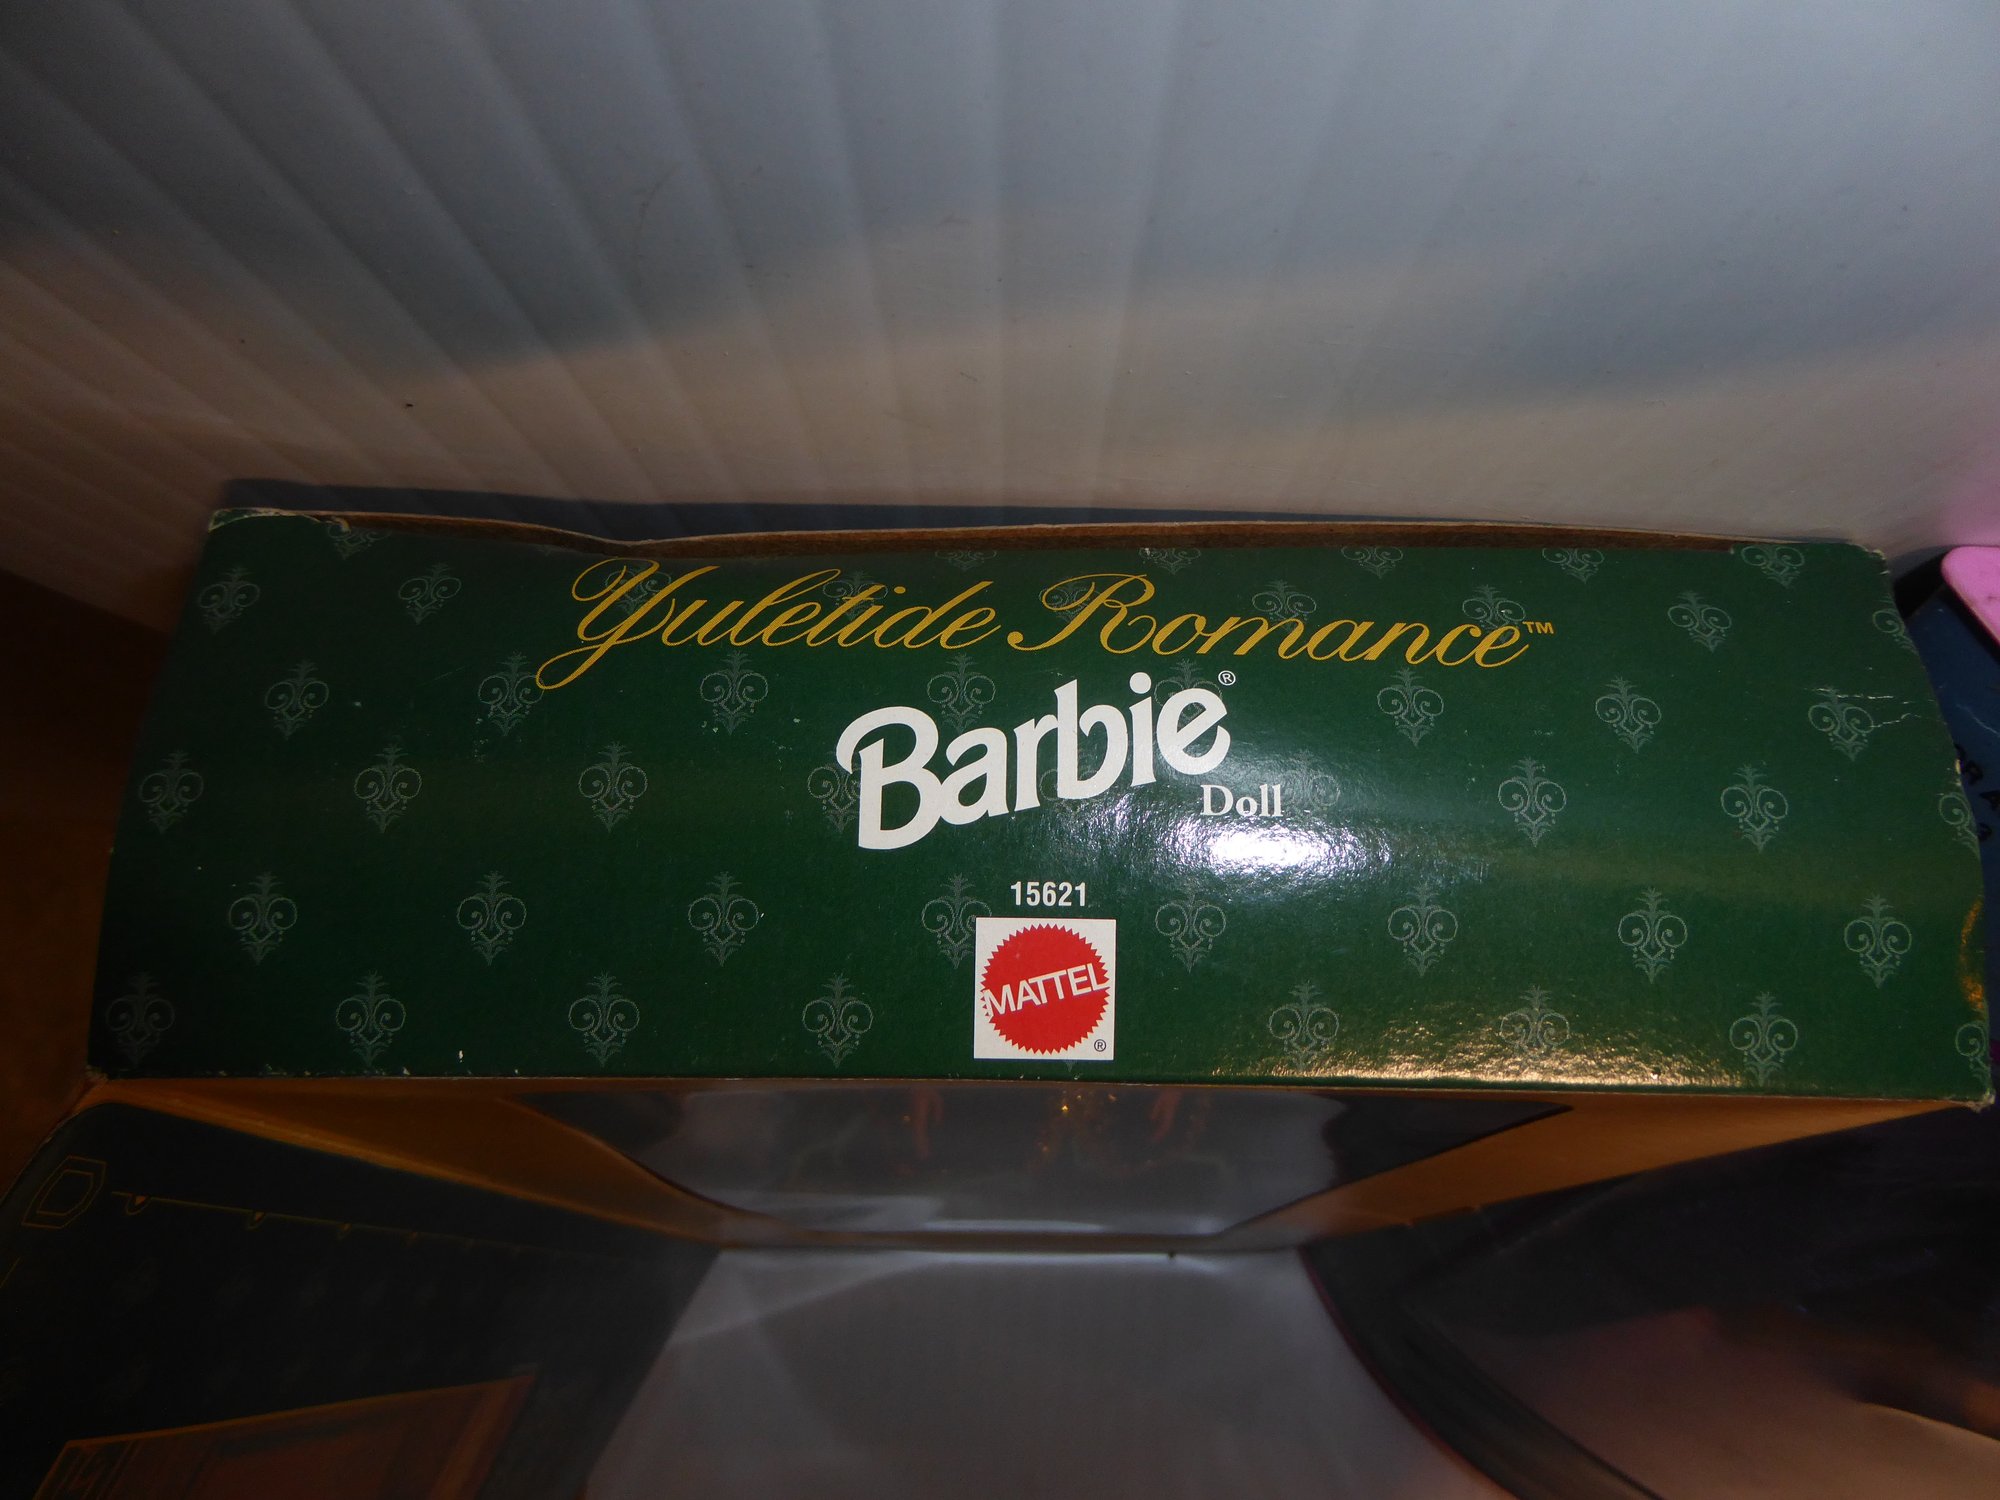 Yuletide Romance™
Barbie®
Doll
15621
MATTEL
®